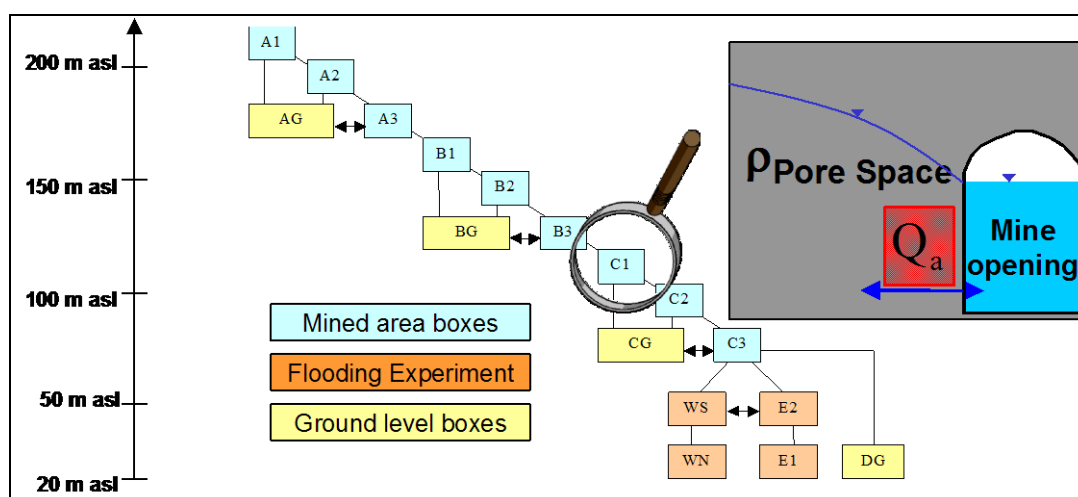 200 m asl
150 m asl
100 m asl
50 m asl
20 m asl
A1
A2
AG
A3
B1
B2
BG
B3
C1
C2
CG
C3
WS
E2
WN
E1
DG
Mined area boxes
Flooding Experiment
Ground level boxes
ρPore Space
Qa
Mine
opening